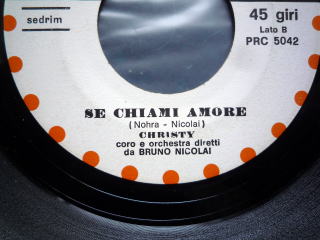 sedrim
45 giri
Lato B
PRC 5042
SE CHIAMI AMORE
(Nohra - Nicolai)
CHRISTY
coro e orchestra diretti
da BRUNO NICOLAI